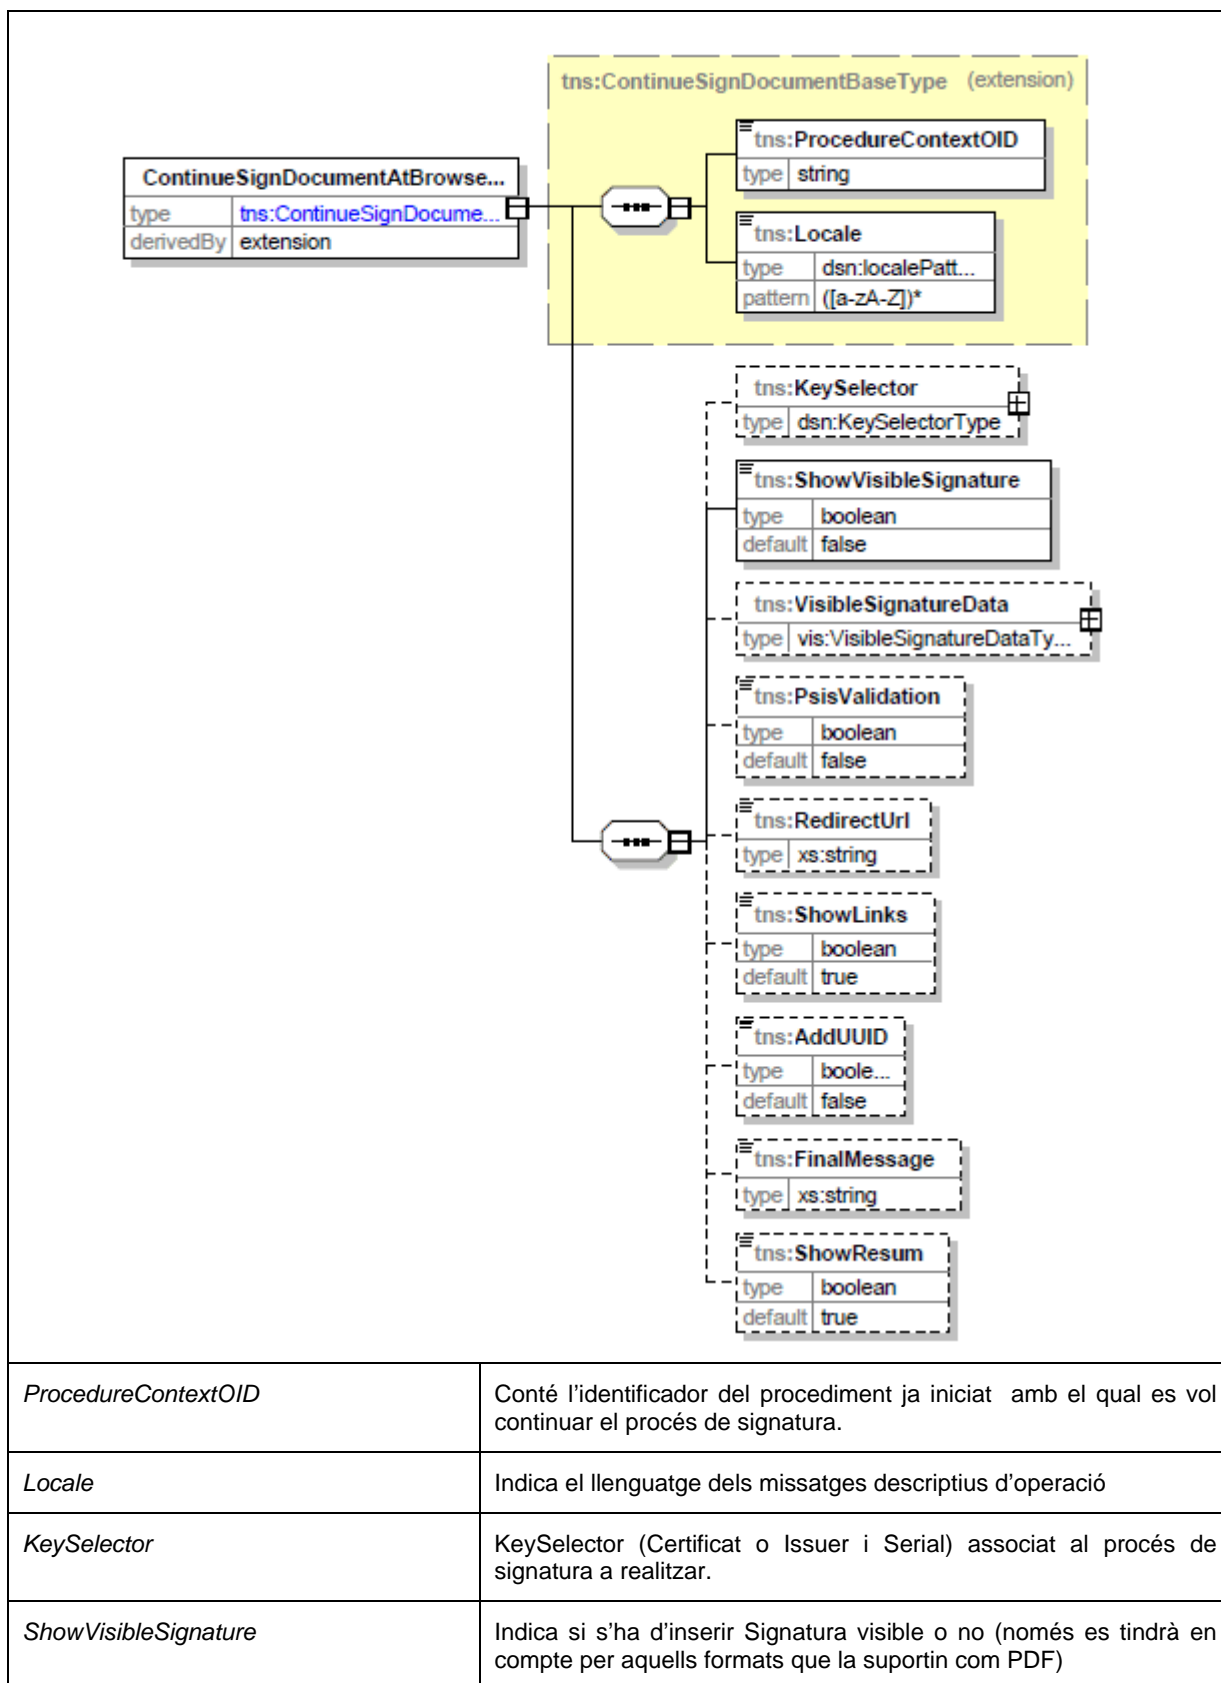 tns:ContinueSignDocumentBaseType (extension)
tns:ProcedureContextOID
type string
ContinueSignDocumentAtBrowse...
type tns:ContinueSignDocume...
derivedBy extension
tns:Locale
type dsn:localePatt...
pattern ([a-zA-Z])*
tns:KeySelector
type dsn:KeySelectorType
tns:ShowVisibleSignature
type boolean
default false
tns:VisibleSignatureData
type vis:VisibleSignatureDataTy...
tns:PsisValidation
type boolean
default false
tns:RedirectUrl
type xs:string
tns:ShowLinks
type boolean
default true
tns:AddUUID
type boole...
default false
tns:FinalMessage
type xs:string
tns:ShowResum
type boolean
default true
ProcedureContextOID
Conté l'identificador del procediment ja iniciat amb el qual es vol
continuar el procés de signatura.
Locale
Indica el llenguatge dels missatges descriptius d'operació
KeySelector
KeySelector (Certificat o Issuer i Serial) associat al procés de
signatura a realitzar.
ShowVisibleSignature
Indica si s'ha d'inserir Signatura visible o no (només es tindrà en
compte per aquells formats que la suportin com PDF)